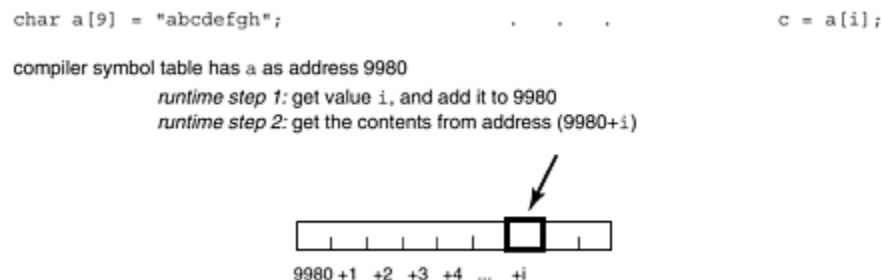 char a[9] = "abcdefgh"; . . . c = a[i];
compiler symbol table has a as address 9980
runtime step 1: get value i, and add it to 9980
runtime step 2: get the contents from address (9980+i)
9980 +1 +2 +3 +4 ... +i